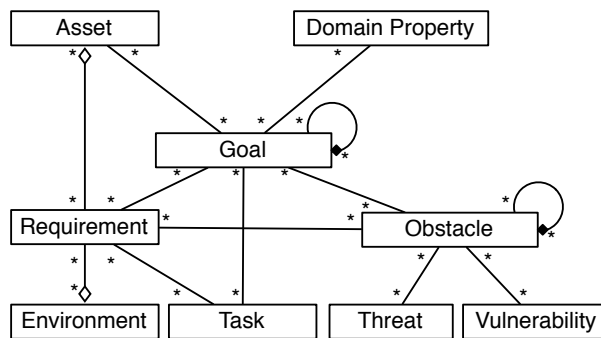 Asset
Domain Property
* * *
* * * *
Goal
*
* * *
* * * *
Requirement
*
*
Obstacle
*
* * * *
* * * * *
Environment
Task
Threat
Vulnerability